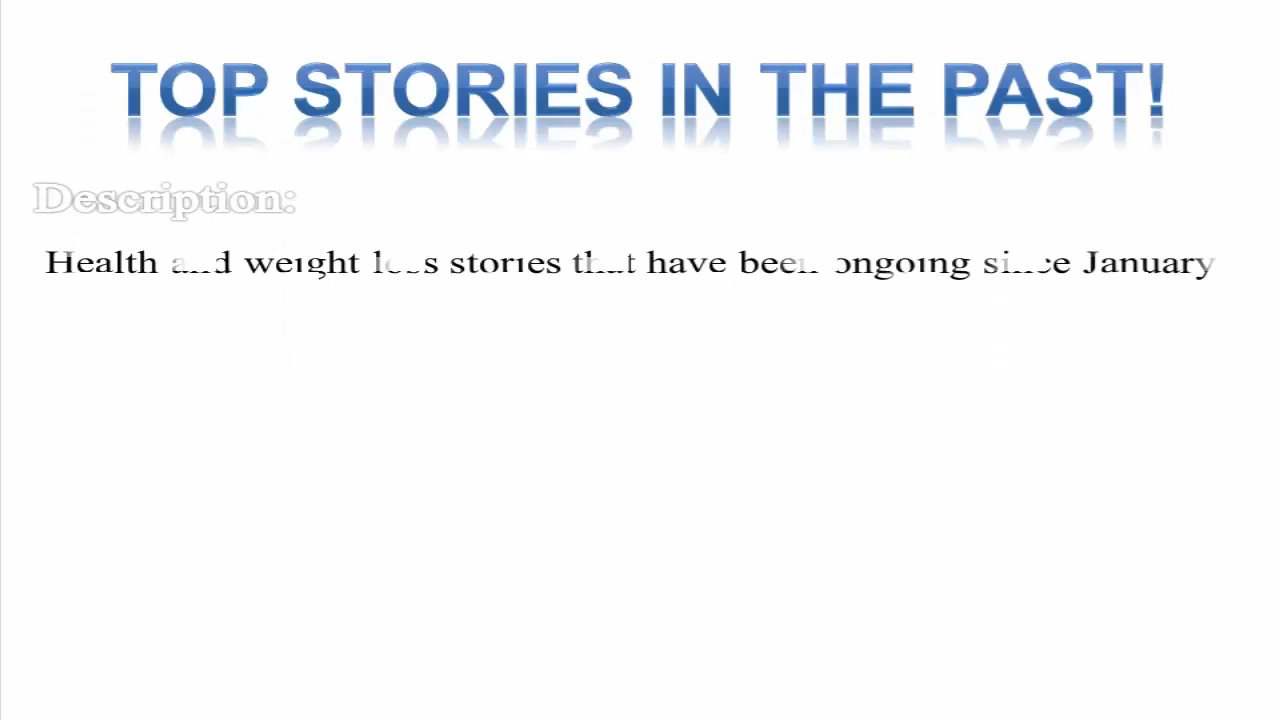 TOP STORIES IN THE PAST!
Description:
Health and weight loss stories that have been ongoing since January